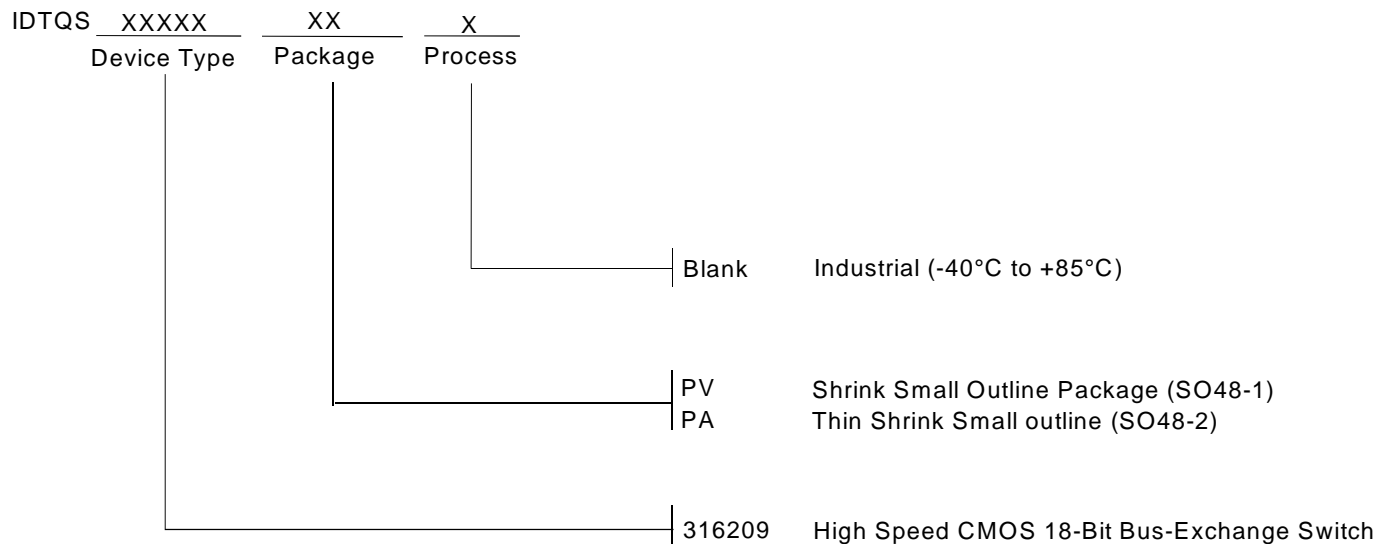 IDTQS XXXXX XX X
Device Type Package Process
Blank Industrial (-40°C to +85°C)
PV Shrink Small Outline Package (SO48-1)
PA Thin Shrink Small outline (SO48-2)
316209 High Speed CMOS 18-Bit Bus-Exchange Switch